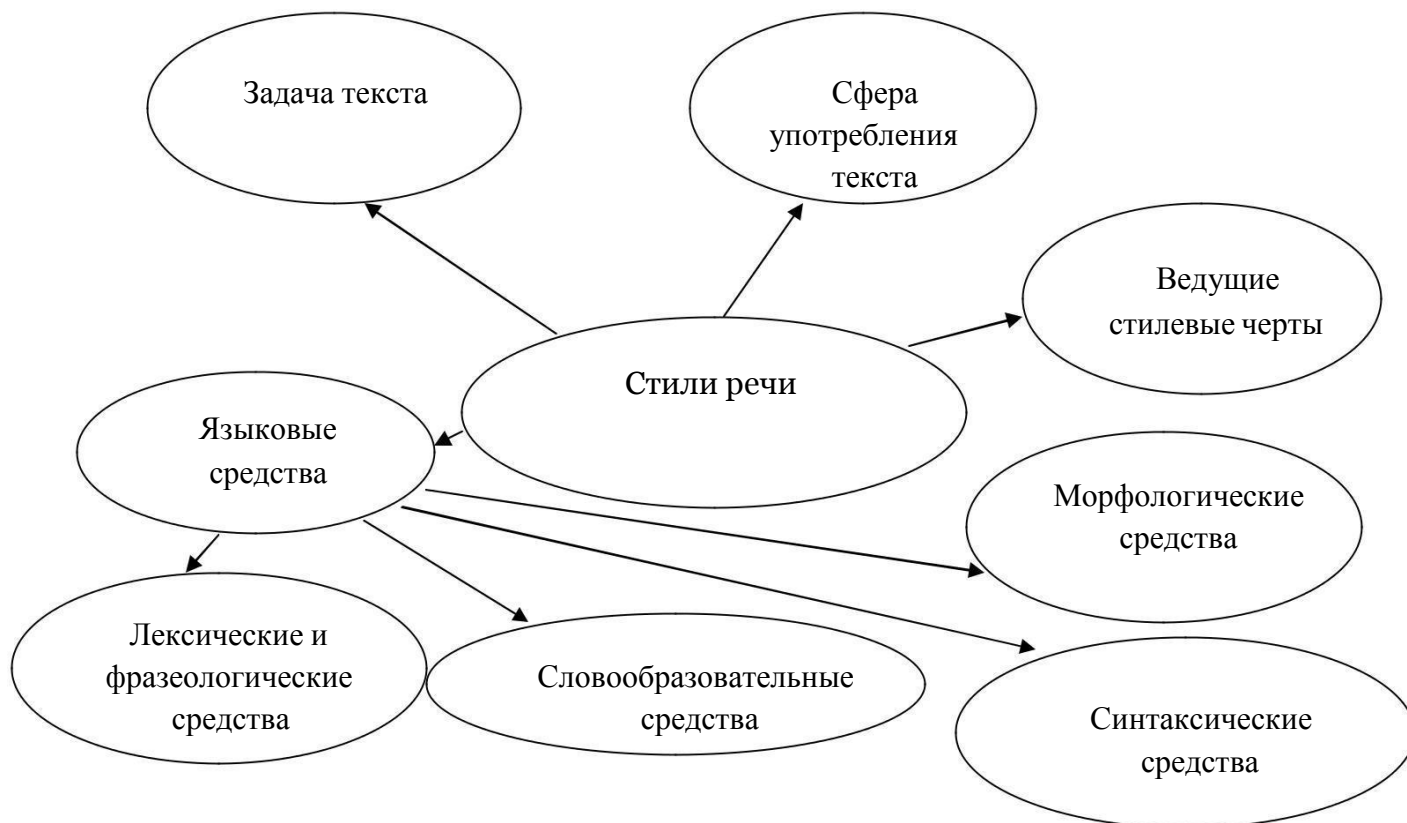 Задача текста
Сфера
употребления
текста
Ведущие
стилевые черты
Стили речи
Языковые
средства
Морфологические
средства
Лексические и
фразеологические
средства
Словообразовательные
средства
Синтаксические
средства